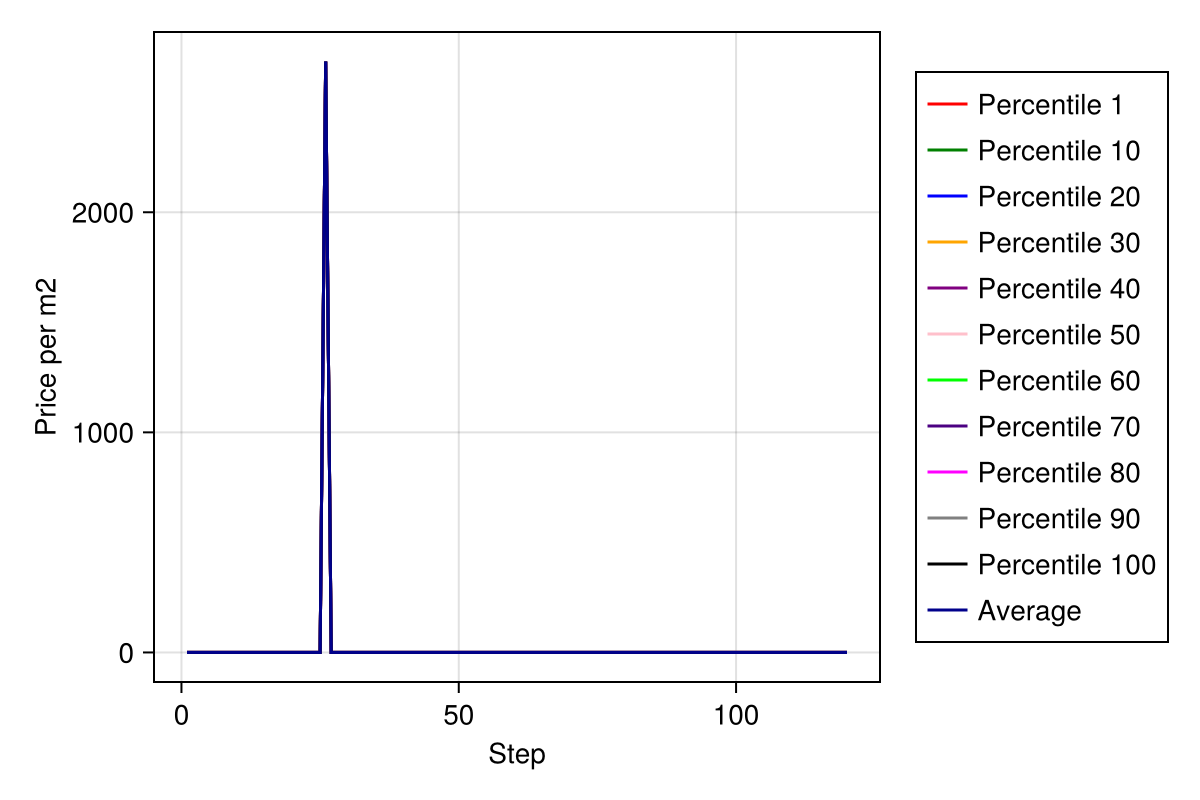 Price per m2
2000
1000
0
0
50
100
Step
Percentile 1
Percentile 10
Percentile 20
Percentile 30
Percentile 40
Percentile 50
Percentile 60
Percentile 70
Percentile 80
Percentile 90
Percentile 100
Average